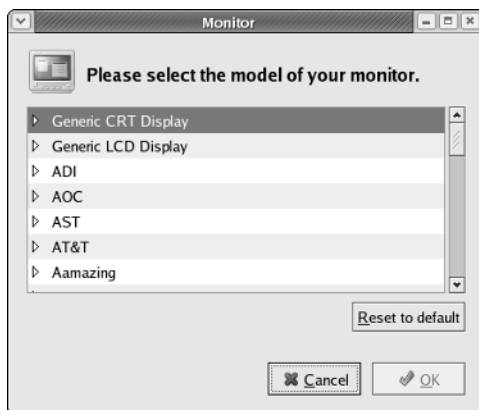 Monitor
Please select the model of your monitor.
Generic CRT Display
Generic LCD Display
ADI
AOC
AST
AT&T
Aamazing
Reset to default
Cancel
OK